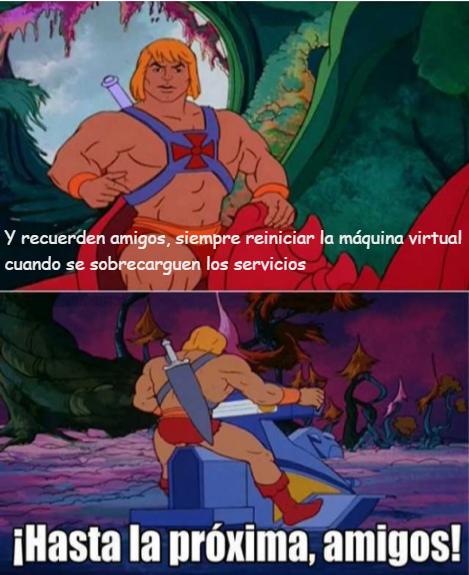 Y recuerden amigos, siempre reiniciar la máquina virtual
cuando se sobrecarguen los servicios
¡Hasta la próxima, amigos!